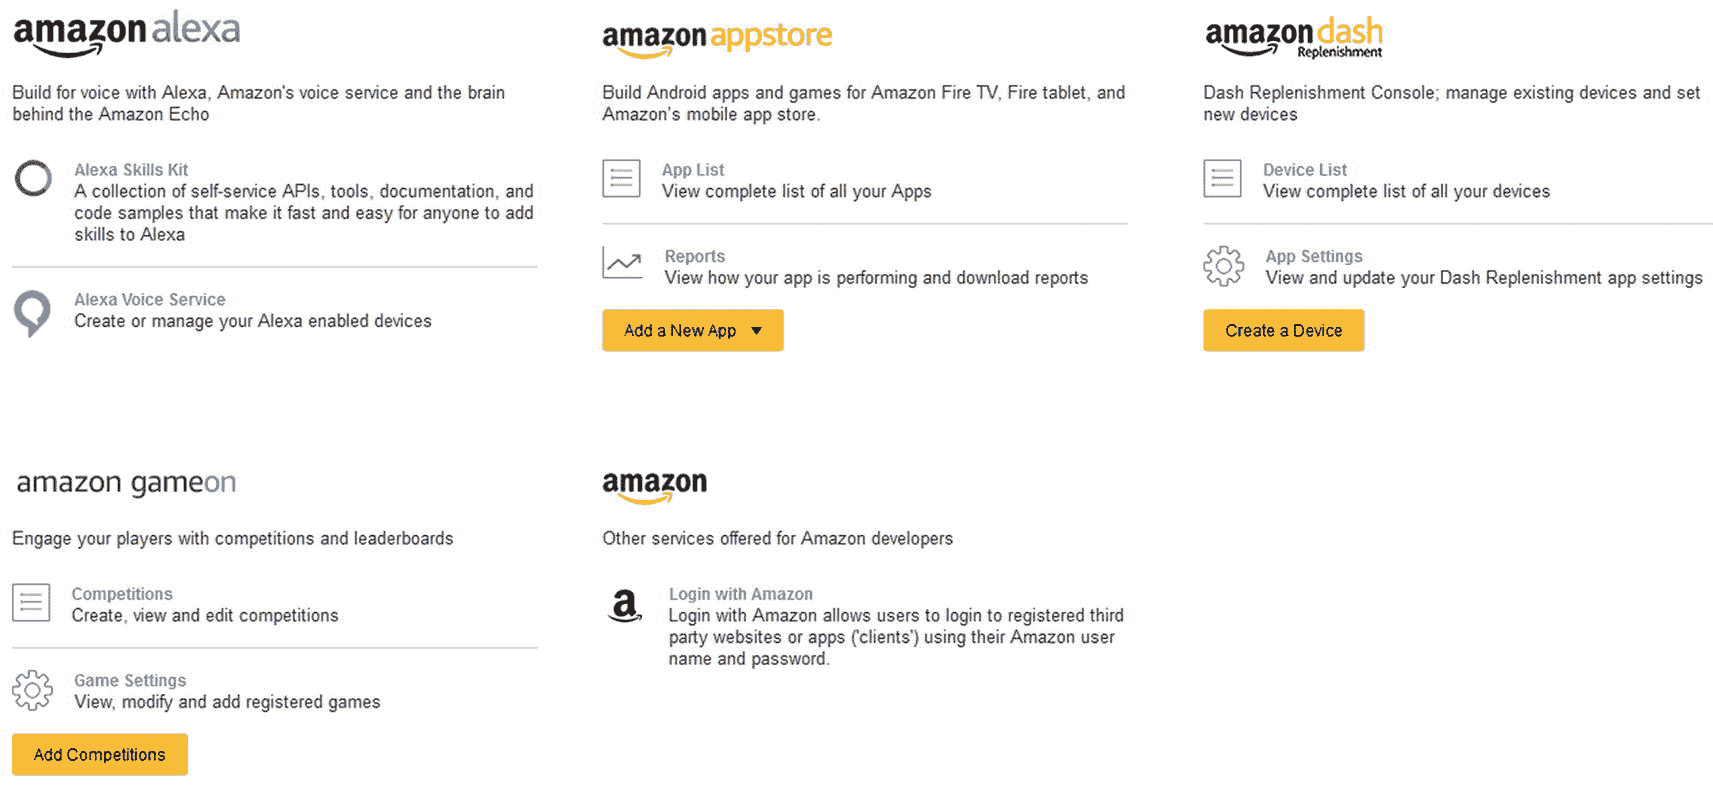 amazon alexa
Build for voice with Alexa, Amazon's voice service and the brain
behind the Amazon Echo
Alexa Skills Kit
A collection of self-service APIs, tools, documentation, and
code samples that make it fast and easy for anyone to add
skills to Alexa
Alexa Voice Service
Create or manage your Alexa enabled devices
amazon appstore
Build Android apps and games for Amazon Fire TV, Fire tablet, and
Amazon's mobile app store.
App List
View complete list of all your Apps
Reports
View how your app is performing and download reports
Add a New App
amazon dash
Replenishment
Dash Replenishment Console; manage existing devices and set
new devices
Device List
View complete list of all your devices
App Settings
View and update your Dash Replenishment app settings
Create a Device
amazon gameon
Engage your players with competitions and leaderboards
Competitions
Create, view and edit competitions
Game Settings
View, modify and add registered games
Add Competitions
amazon
Other services offered for Amazon developers
a
Login with Amazon
Login with Amazon allows users to login to registered third
party websites or apps ('clients') using their Amazon user
name and password.